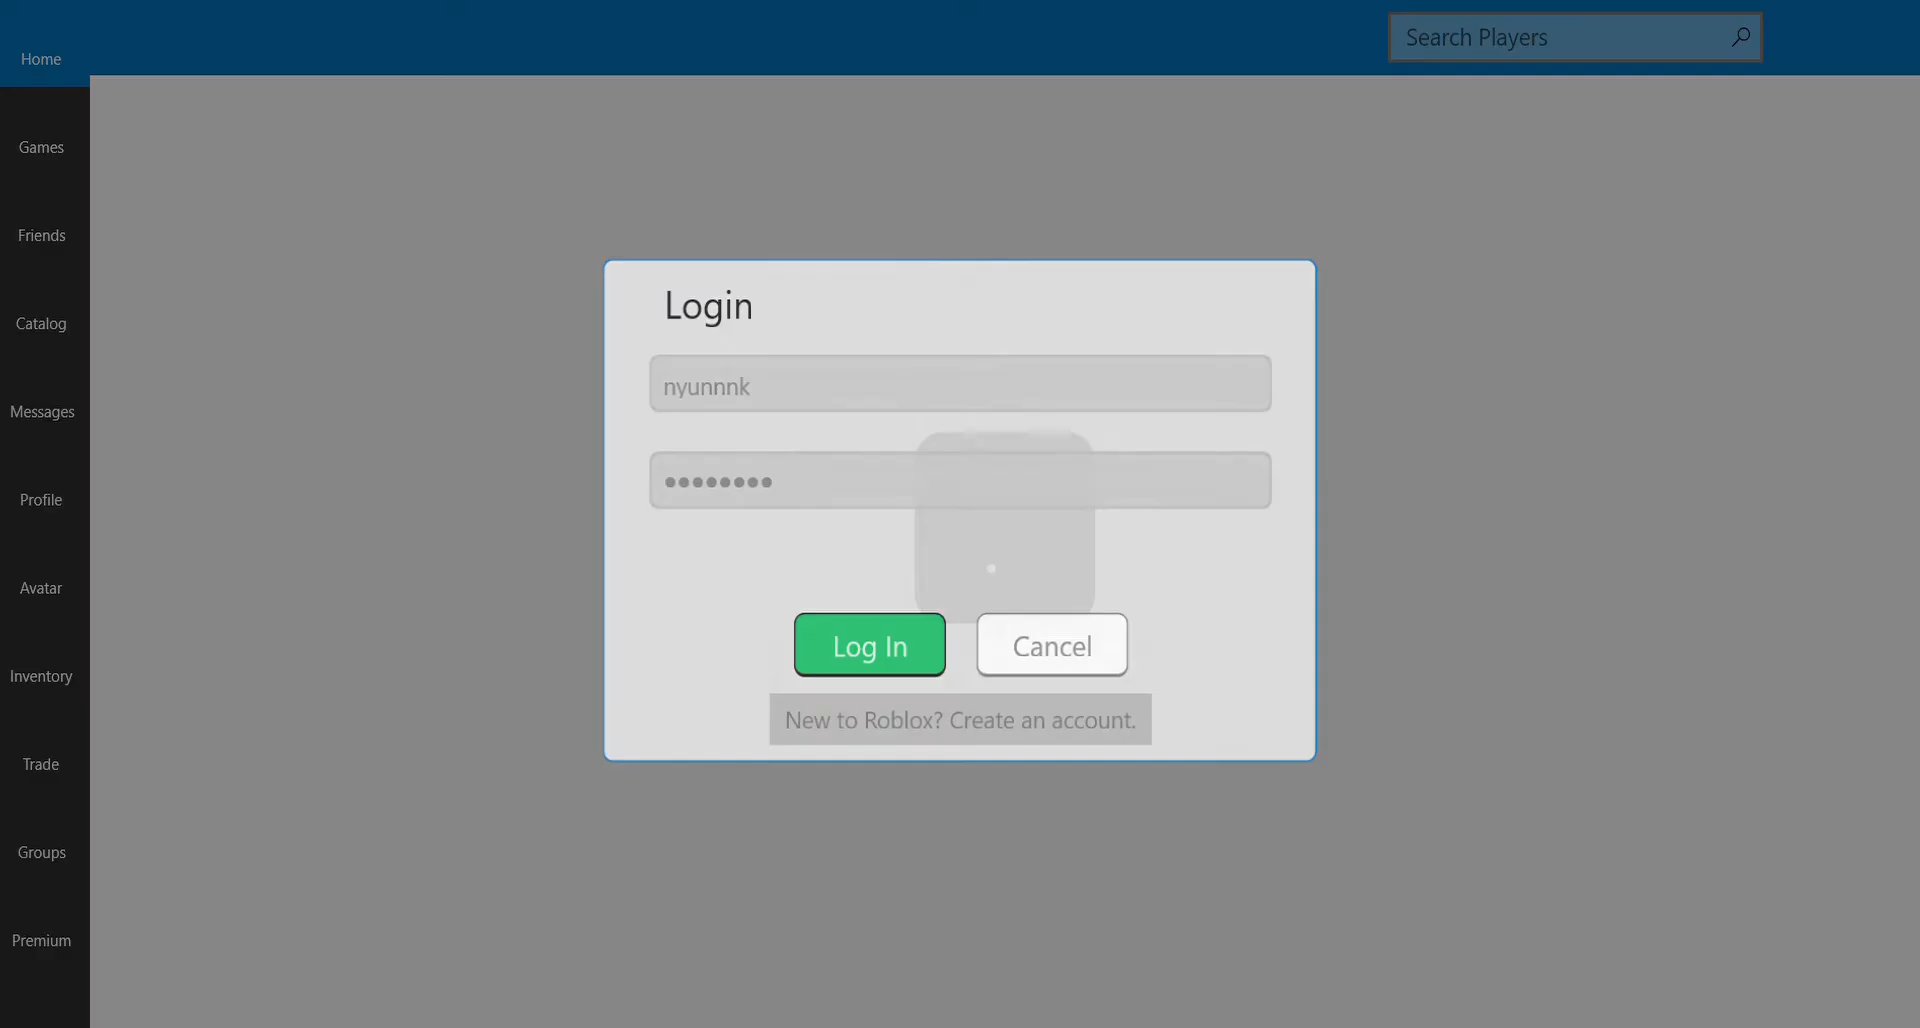 Home
Search Players
Games
Friends
Catalog
Messages
Profile
Avatar
Inventory
Trade
Groups
Premium
Login
nyunnnk
••••••••
Log In
Cancel
New to Roblox? Create an account.